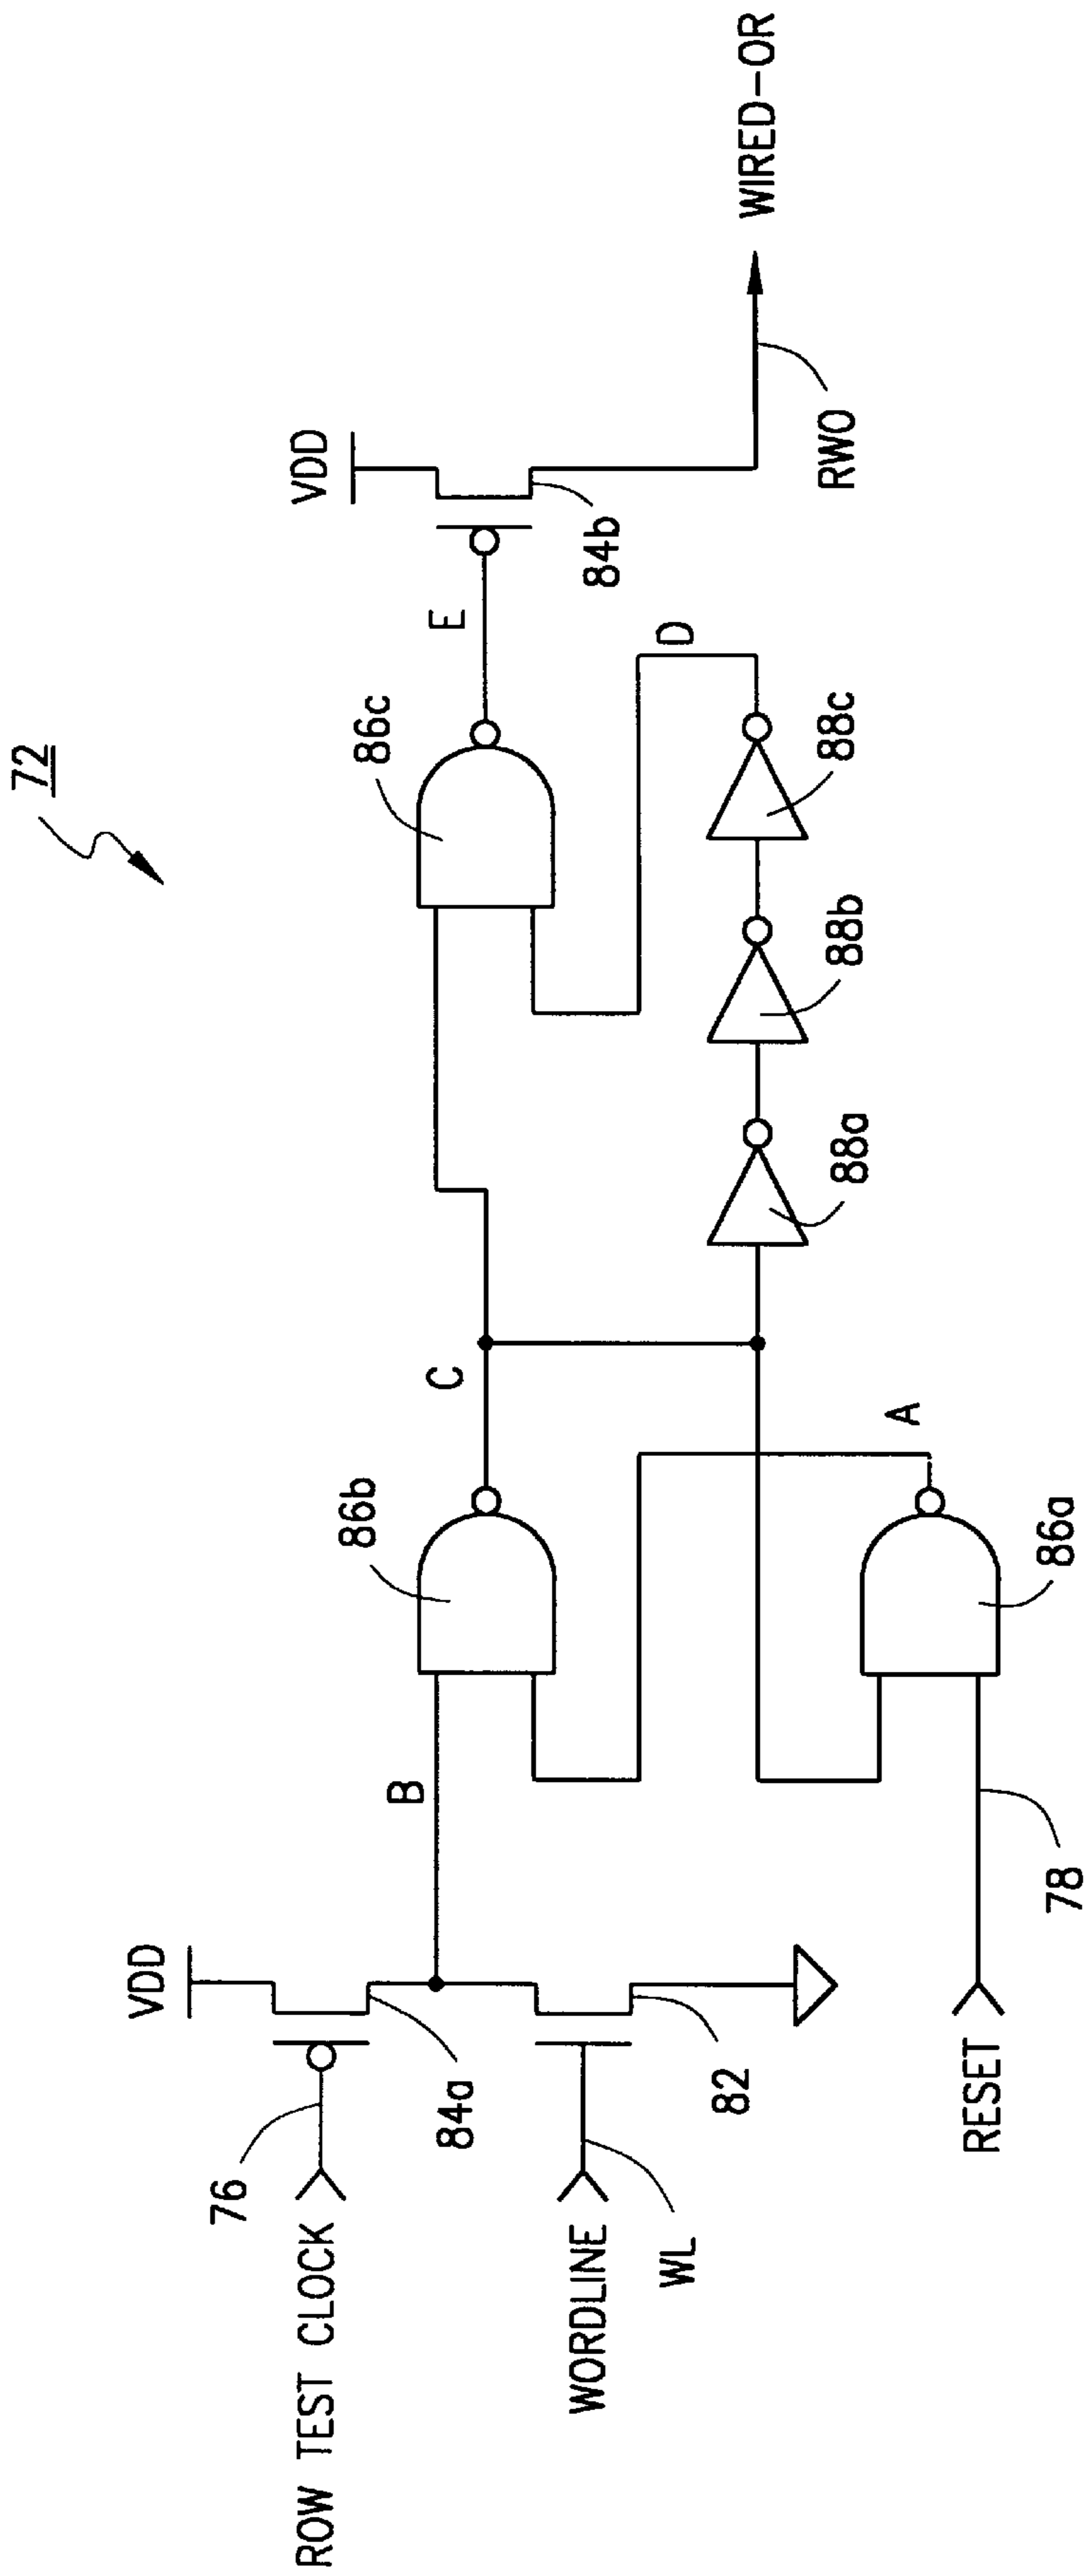 72
VDD
VDD
76
ROW TEST CLOCK
84a
B
86b
C
86c
E
84b
WIRED-OR
WORDLINE
WL
82
D
RWO
A
88a
88b
88c
RESET
78
86a